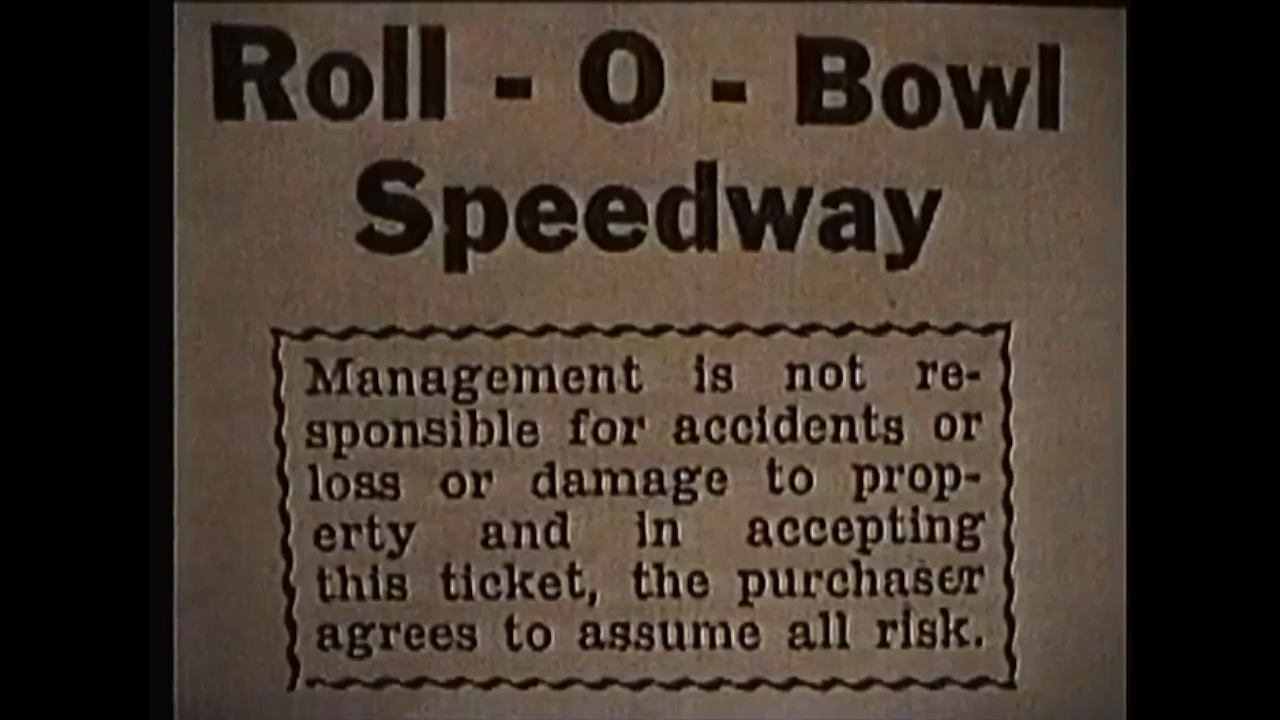 Roll - O - Bowl
Speedway
Management is not re-
sponsible for accidents or
loss or damage to prop-
erty and in accepting
this ticket, the purchaser
agrees to assume all risk.